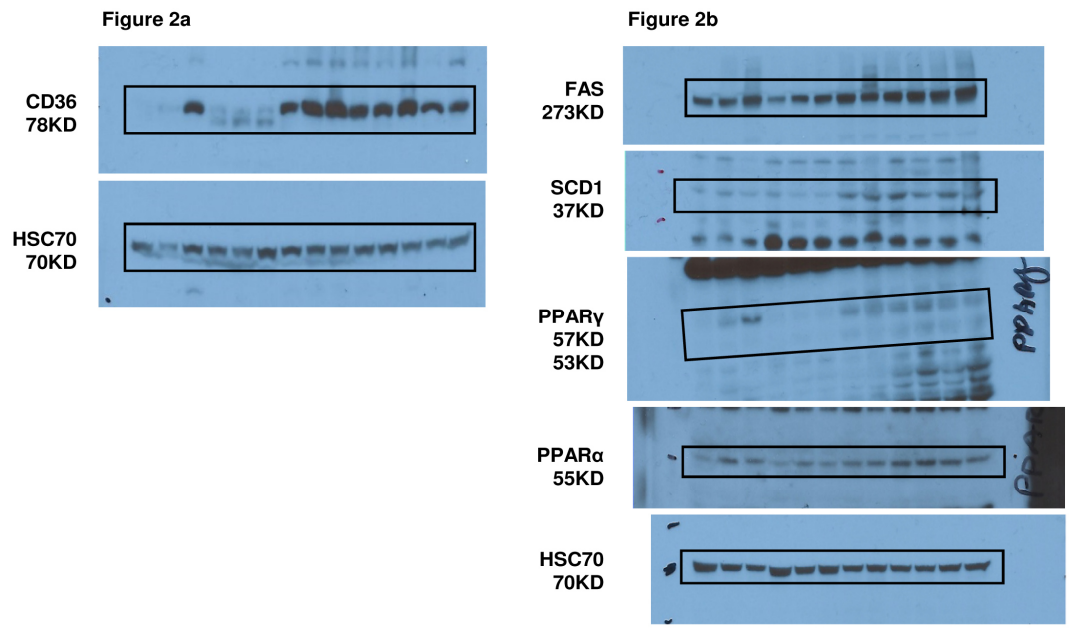 Figure 2a
CD36
78KD
HSC70
70KD
Figure 2b
FAS
273KD
SCD1
37KD
PPARγ
57KD
53KD
PPARα
55KD
HSC70
70KD